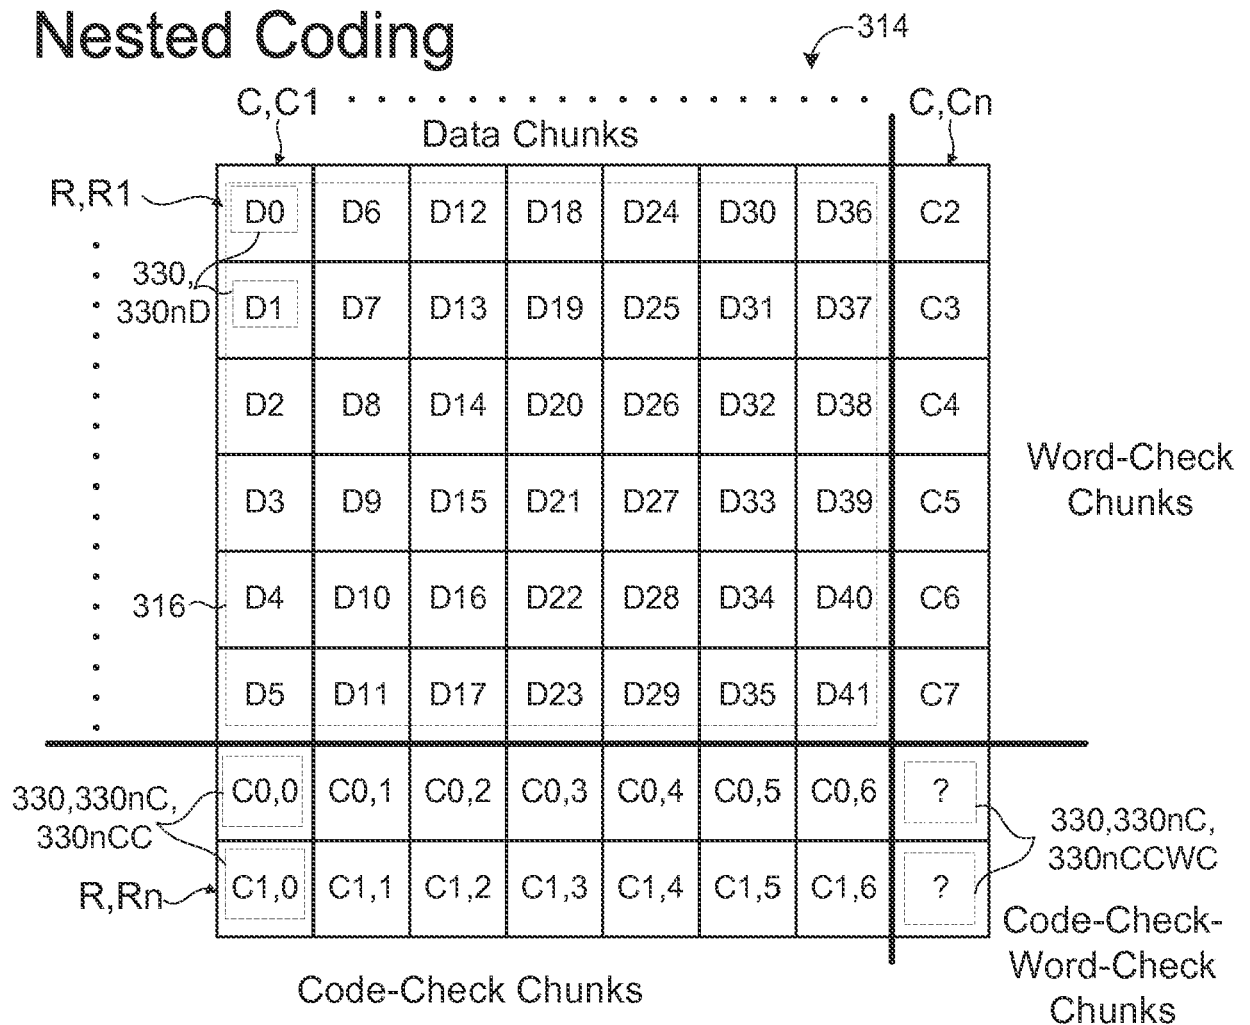 Nested Coding
314
C,C1
C,Cn
Data Chunks
R,R1
D0 D6 D12 D18 D24 D30 D36 C2
330,
330nD
D1 D7 D13 D19 D25 D31 D37 C3
D2 D8 D14 D20 D26 D32 D38 C4
Word-Check
Chunks
D3 D9 D15 D21 D27 D33 D39 C5
316
D4 D10 D16 D22 D28 D34 D40 C6
D5 D11 D17 D23 D29 D35 D41 C7
330,330nC,
330nCC
C0,0 C0,1 C0,2 C0,3 C0,4 C0,5 C0,6 ?
330,330nC,
330nCCWC
R,Rn
C1,0 C1,1 C1,2 C1,3 C1,4 C1,5 C1,6 ?
Code-Check Chunks
Code-Check-
Word-Check
Chunks